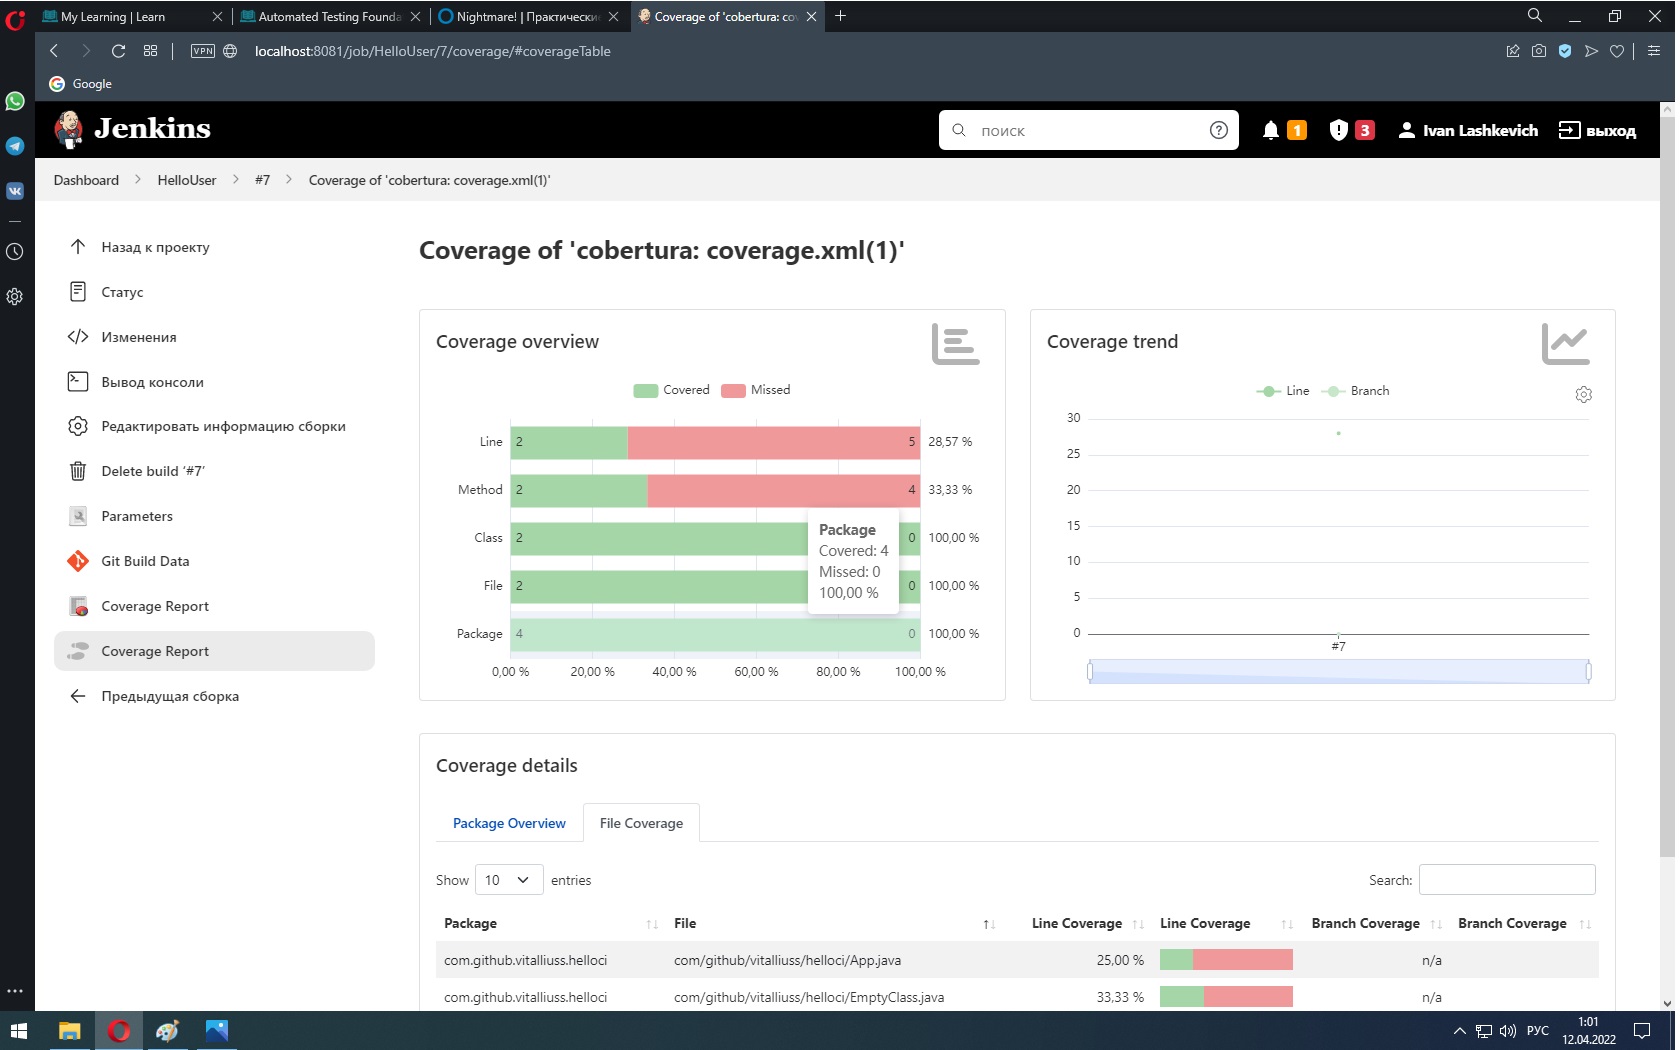 My Learning | Learn
Automated Testing Founda
Nightmare! | Практические
Coverage of 'cobertura: cov
VPN
localhost:8081/job/HelloUser/7/coverage/#coverageTable
Google
Jenkins
поиск
1
3
Ivan Lashkevich
выход
Dashboard
HelloUser
#7
Coverage of 'cobertura: coverage.xml(1)'
Назад к проекту
Статус
Изменения
Вывод консоли
Редактировать информацию сборки
Delete build ‘#7’
Parameters
Git Build Data
Coverage Report
Coverage Report
Предыдущая сборка
Coverage of 'cobertura: coverage.xml(1)'
Coverage overview
Covered Missed
Line 2 5 28,57 %
Method 2 4 33,33 %
Class 2 0 100,00 %
File 2 0 100,00 %
Package 4 0 100,00 %
0,00 % 20,00 % 40,00 % 60,00 % 80,00 % 100,00 %
Package
Covered: 4
Missed: 0
100,00 %
Coverage trend
Line Branch
30
25
20
15
10
5
0
#7
Coverage details
Package Overview File Coverage
Show 10 entries
Search:
Package File Line Coverage Line Coverage Branch Coverage Branch Coverage
com.github.vitalliuss.helloci com/github/vitalliuss/helloci/App.java 25,00 % n/a
com.github.vitalliuss.helloci com/github/vitalliuss/helloci/EmptyClass.java 33,33 % n/a
РУС
1:01
12.04.2022